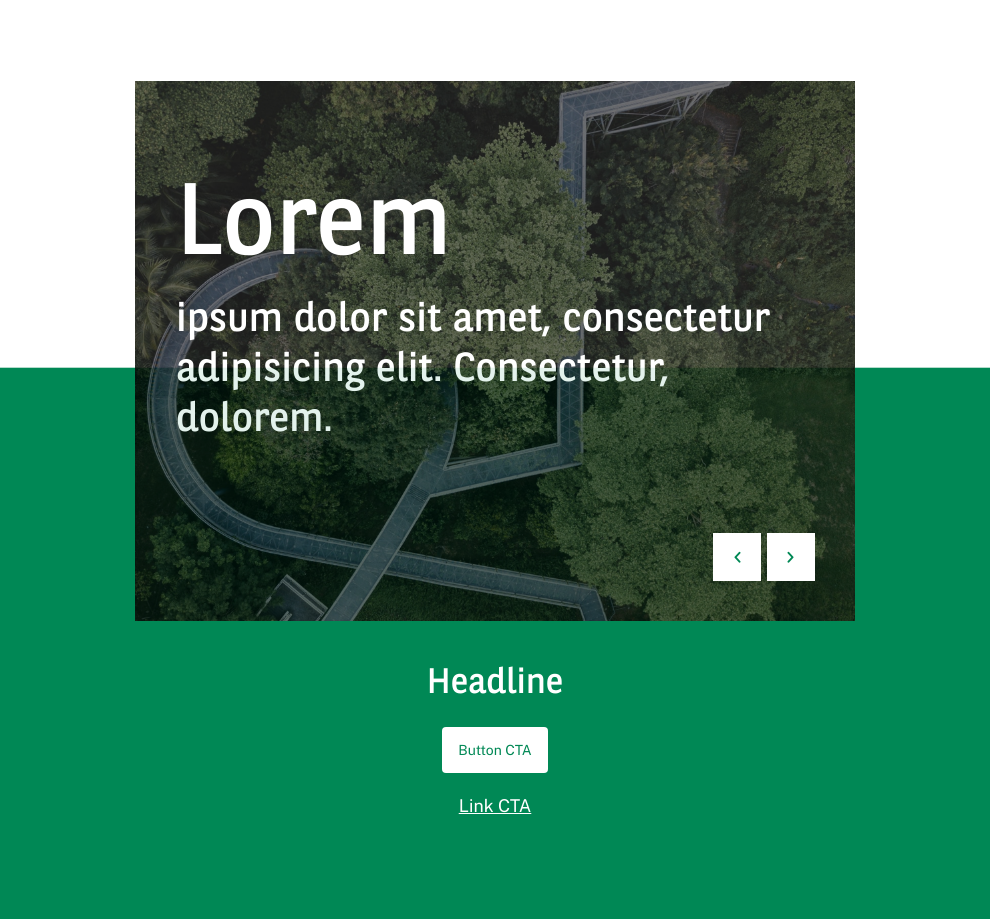 Lorem
ipsum dolor sit amet, consectetur
adipisicing elit. Consectetur,
dolorem.
Headline
Button CTA
Link CTA